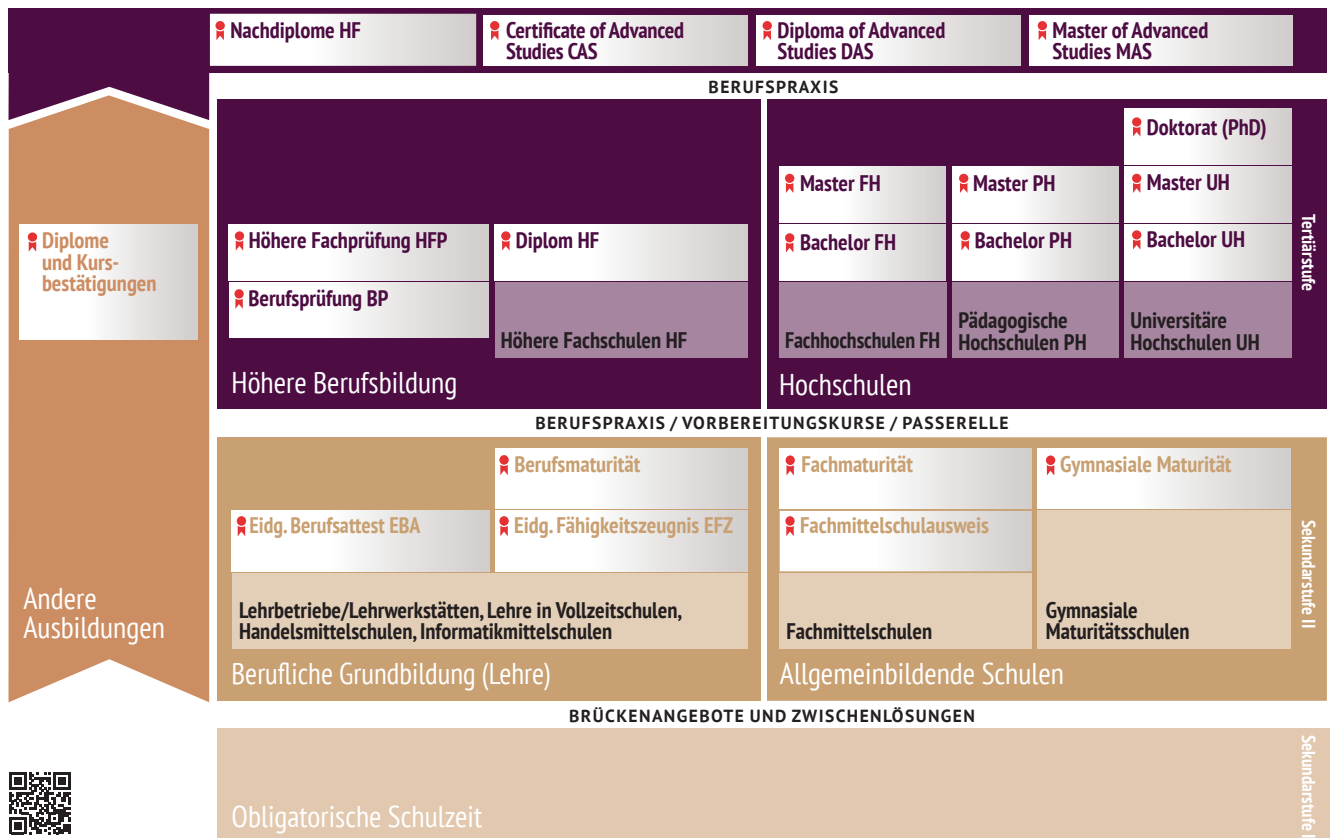 Nachdiplome HF
Certificate of Advanced
Studies CAS
Diploma of Advanced
Studies DAS
Master of Advanced
Studies MAS
BERUFSPRAXIS
Doktorat (PhD)
Master FH
Master PH
Master UH
Diplome
und Kurs-
bestätigungen
Höhere Fachprüfung HFP
Diplom HF
Bachelor FH
Bachelor PH
Bachelor UH
Tertiärstufe
Berufsprüfung BP
Höhere Fachschulen HF
Fachhochschulen FH
Pädagogische
Hochschulen PH
Universitäre
Hochschulen UH
Höhere Berufsbildung
Hochschulen
BERUFSPRAXIS / VORBEREITUNGSKURSE / PASSERELLE
Berufsmaturität
Fachmaturität
Gymnasiale Maturität
Eidg. Berufsattest EBA
Eidg. Fähigkeitszeugnis EFZ
Fachmittelschulausweis
Sekundarstufe II
Andere
Ausbildungen
Lehrbetriebe/Lehrwerkstätten, Lehre in Vollzeitschulen,
Handelsmittelschulen, Informatikmittelschulen
Fachmittelschulen
Gymnasiale
Maturitätsschulen
Berufliche Grundbildung (Lehre)
Allgemeinbildende Schulen
BRÜCKENANGEBOTE UND ZWISCHENLÖSUNGEN
Obligatorische Schulzeit
Sekundarstufe I